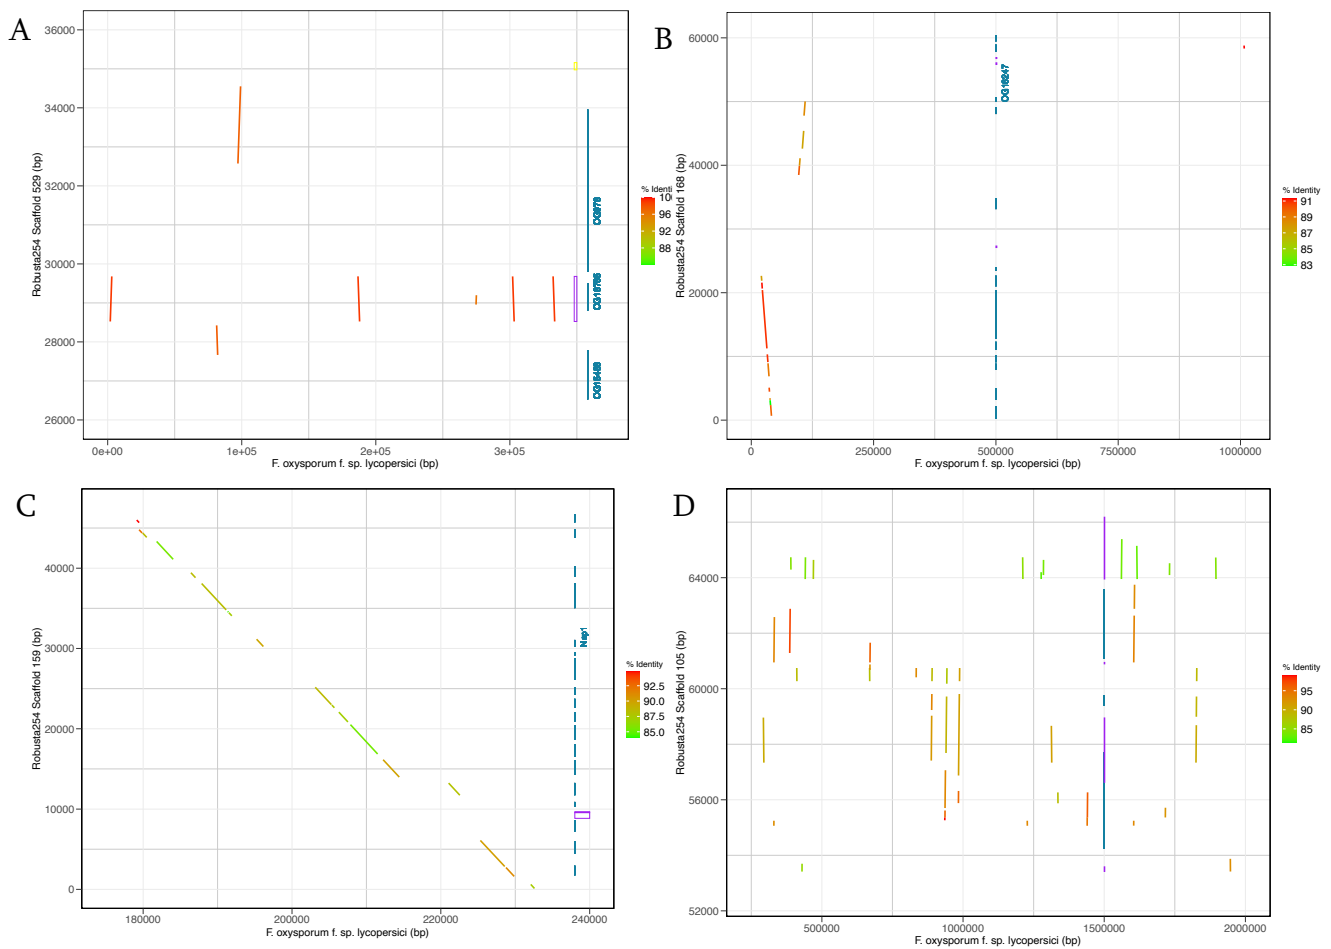 A
36000
34000
32000
30000
28000
26000
Robusta254 Scaffold 529 (bp)
0e+00
1e+05
2e+05
3e+05
F. oxysporum f. sp. lycopersici (bp)
% Identi
10
96
92
88
B
60000
40000
20000
0
Robusta254 Scaffold 168 (bp)
OG16247
0
250000
500000
750000
1000000
F. oxysporum f. sp. lycopersici (bp)
% Identity
91
89
87
85
83
C
40000
30000
20000
10000
0
Robusta254 Scaffold 159 (bp)
Nep1
180000
200000
220000
240000
F. oxysporum f. sp. lycopersici (bp)
% Identity
92.5
90.0
87.5
85.0
D
64000
60000
56000
52000
Robusta254 Scaffold 105 (bp)
500000
1000000
1500000
2000000
F. oxysporum f. sp. lycopersici (bp)
% Identity
95
90
85